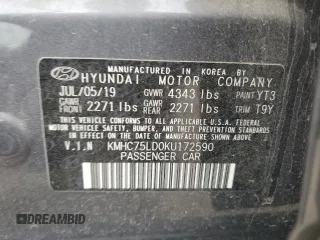 MANUFACTURED IN KOREA BY
HYUNDAI MOTOR COMPANY
JUL/05/19 GVWR 4343 lbs PAINT YT3
GAWR FRONT 2271 lbs GAWR REAR 2271 lbs TRIM T9Y
THIS VEHICLE CONFORMS TO ALL APPLICABLE
FEDERAL MOTOR VEHICLE SAFETY
BUMPER, AND THEFT PREVENTION STANDARDS
IN EFFECT ON THE DATE OF MANUFACTURE
SHOWN ABOVE.
V.I.N KMHC75LD0KU172590
PASSENGER CAR
DREAMBID
DREAMBID